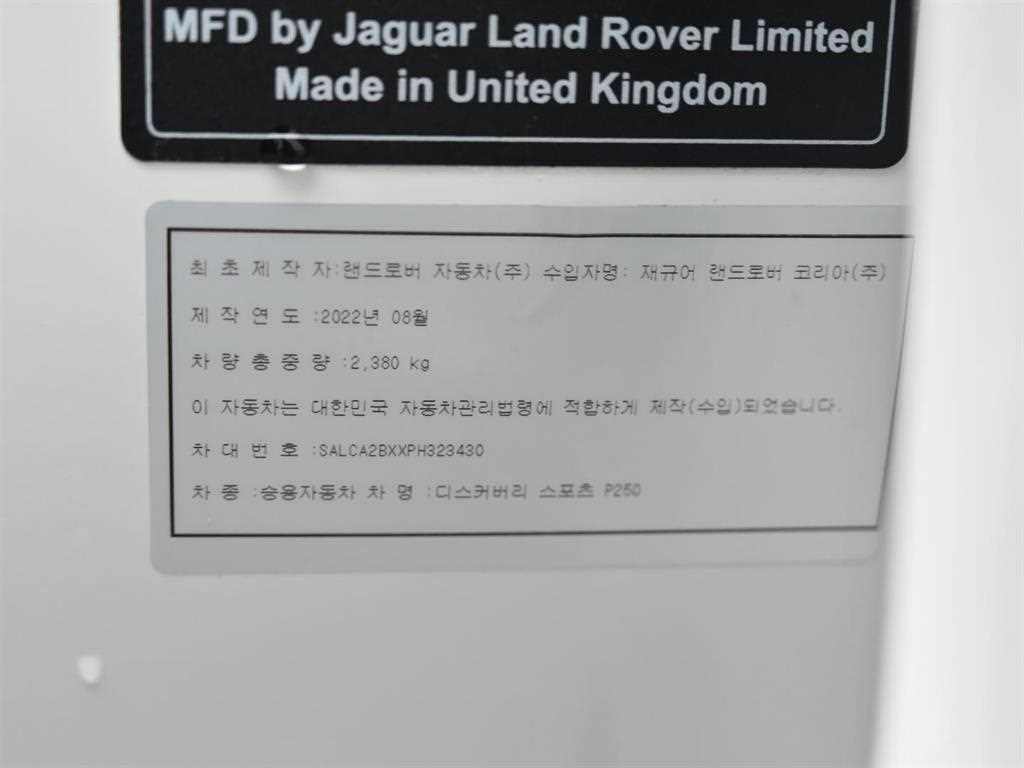 MFD by Jaguar Land Rover Limited
Made in United Kingdom
최 초 제 작 자:랜드로버 자동차(주) 수입자명: 재규어 랜드로버 코리아(주)
제 작 연 도 :2022년 08월
차 량 총 중 량 :2,380 kg
이 자동차는 대한민국 자동차관리법령에 적합하게 제작(수입)되었습니다.
차 대 번 호 :SALCA2BXXPH323430
차 종 :승용자동차 차 명 :디스커버리 스포츠 P250